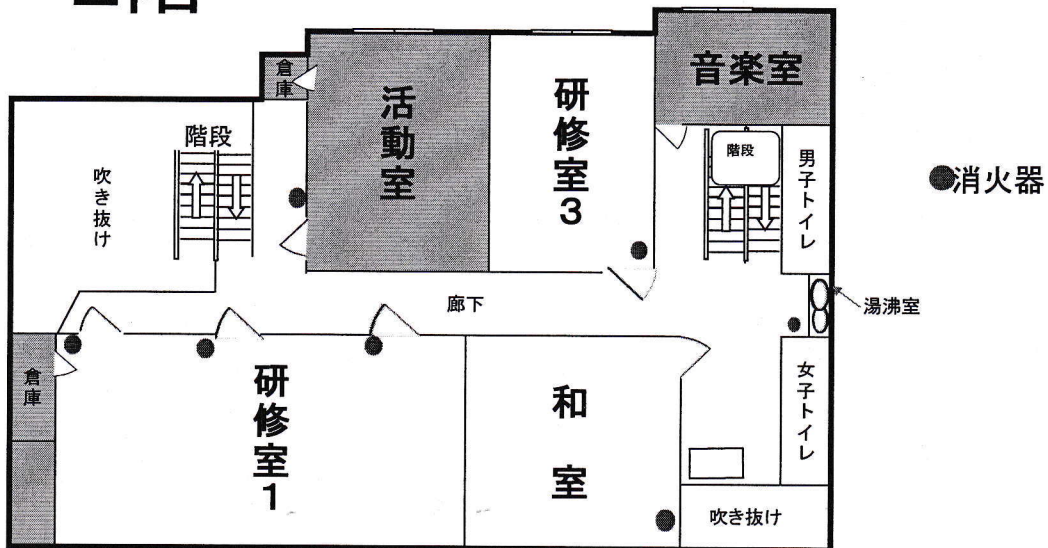 音楽室
倉庫
活動室
研修室3
階段
階段
男子トイレ
吹き抜け
●消火器
廊下
湯沸室
倉庫
研修室1
和室
女子トイレ
吹き抜け